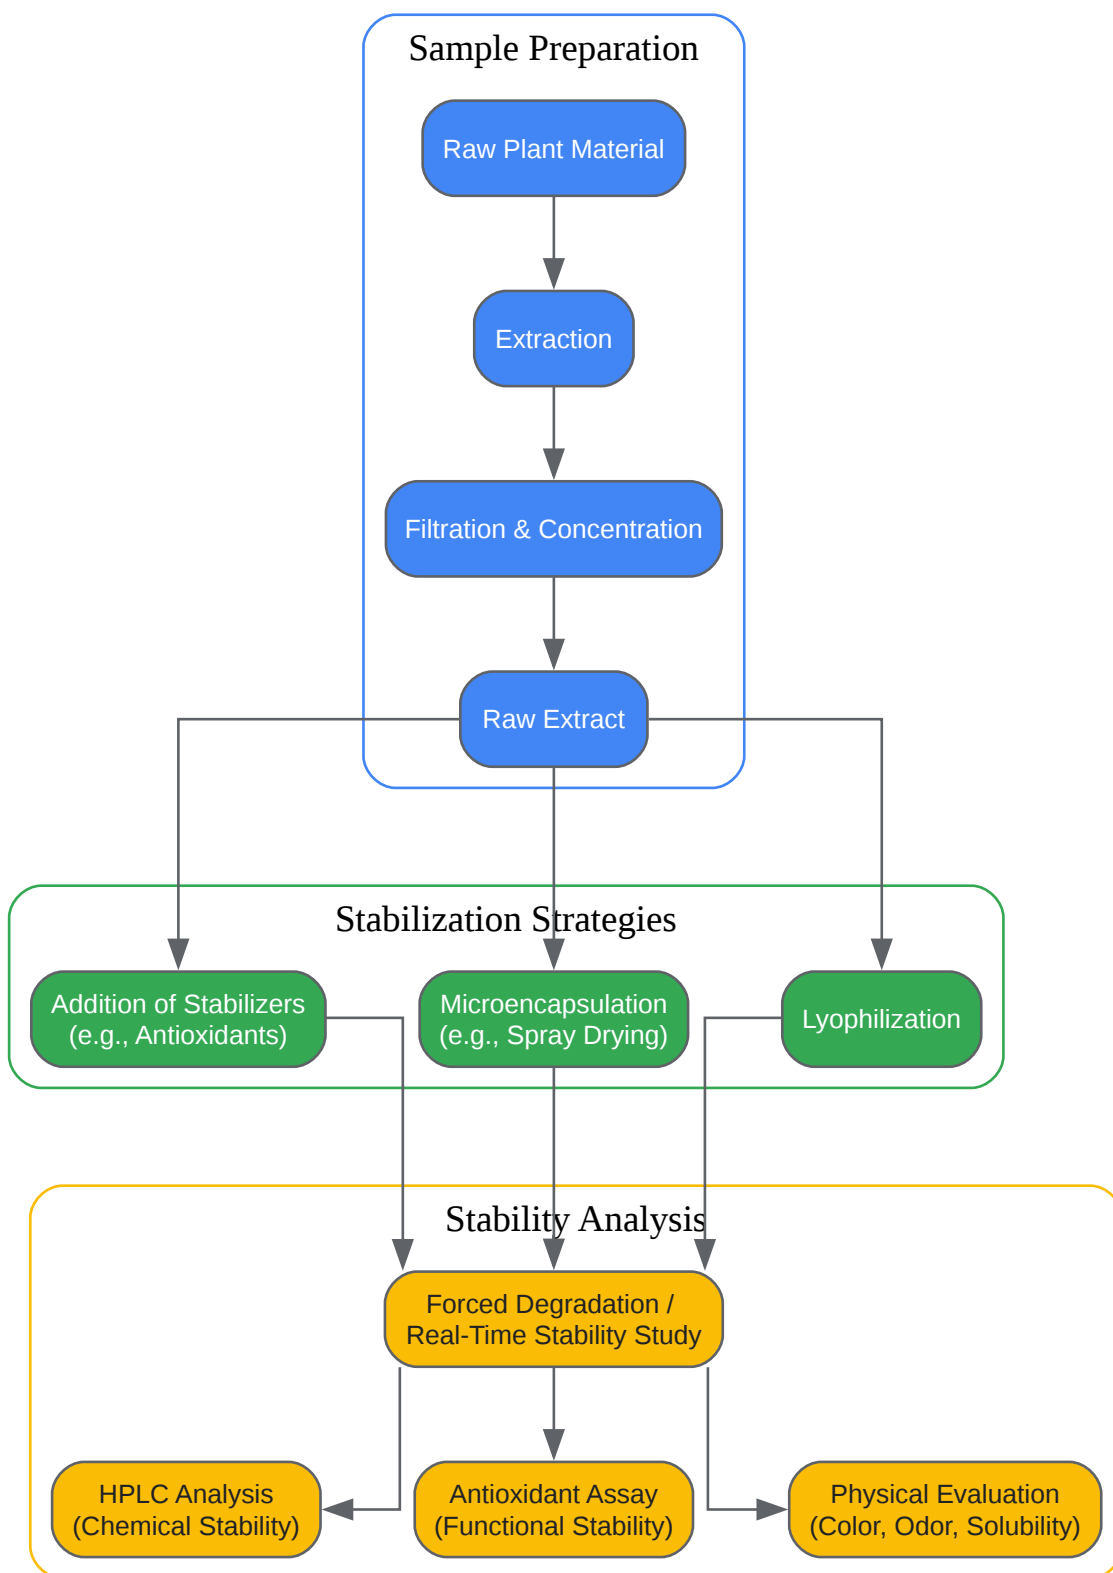 Sample Preparation
Raw Plant Material
Extraction
Filtration & Concentration
Raw Extract
Stabilization Strategies
Addition of Stabilizers
(e.g., Antioxidants)
Microencapsulation
(e.g., Spray Drying)
Lyophilization
Stability Analysis
Forced Degradation /
Real-Time Stability Study
HPLC Analysis
(Chemical Stability)
Antioxidant Assay
(Functional Stability)
Physical Evaluation
(Color, Odor, Solubility)